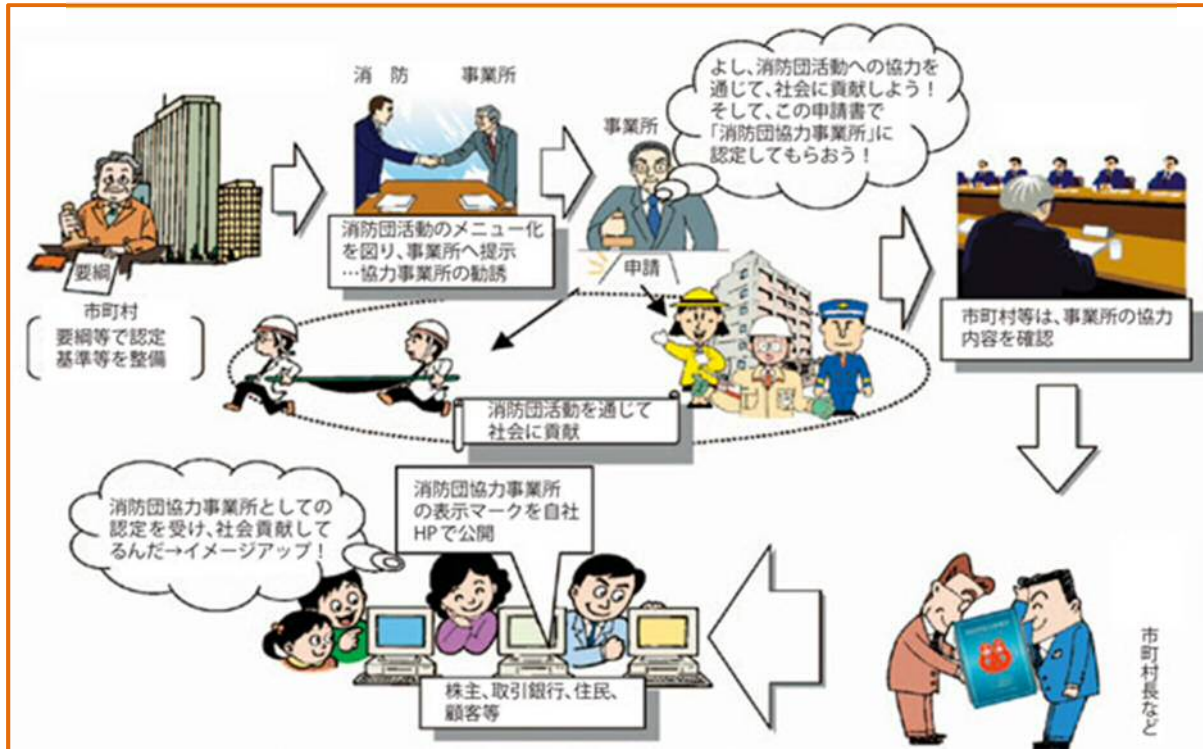 消 防 事業所
よし、消防団活動への協力を
通じて、社会に貢献しよう！
そして、この申請書で
「消防団協力事業所」に
認定してもらおう！
事業所
要綱
市町村
要綱等で認定
基準等を整備
消防団活動のメニュー化
を図り、事業所へ提示
…協力事業所の勧誘
申請
市町村等は、事業所の協力
内容を確認
消防団活動を通じて
社会に貢献
消防団協力事業所としての
認定を受け、社会貢献して
るんだ→イメージアップ！
消防団協力事業所
の表示マークを自社
HPで公開
株主、取引銀行、住民、
顧客等
市町村長など